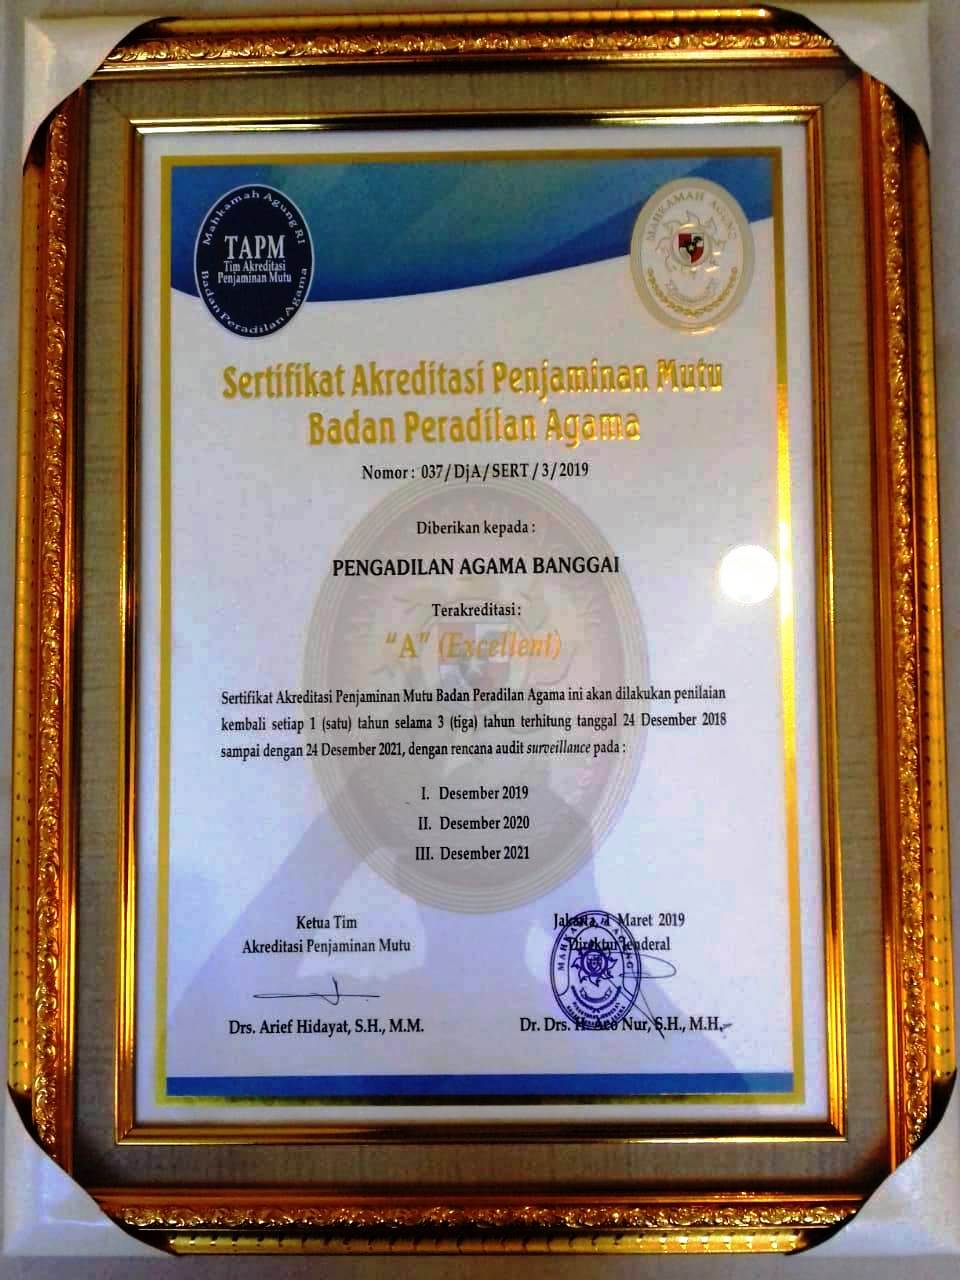 Mahkamah Agung RI
TAPM
Tim Akreditasi
Penjaminan Mutu
Badan Peradilan Agama
MAHKAMAH AGUNG
Sertifikat Akreditasi Penjaminan Mutu
Badan Peradilan Agama
Nomor : 037 / DjA / SERT / 3 / 2019
Diberikan kepada :
PENGADILAN AGAMA BANGGAI
Terakreditasi :
“A” (Excellent)
Sertifikat Akreditasi Penjaminan Mutu Badan Peradilan Agama ini akan dilakukan penilaian
kembali setiap 1 (satu) tahun selama 3 (tiga) tahun terhitung tanggal 24 Desember 2018
sampai dengan 24 Desember 2021, dengan rencana audit surveillance pada :
I. Desember 2019
II. Desember 2020
III. Desember 2021
Ketua Tim
Akreditasi Penjaminan Mutu
Drs. Arief Hidayat, S.H., M.M.
Jakarta, Maret 2019
Direktur Jenderal
MAHKAMAH AGUNG
Dr. Drs. H. Aco Nur, S.H., M.H.